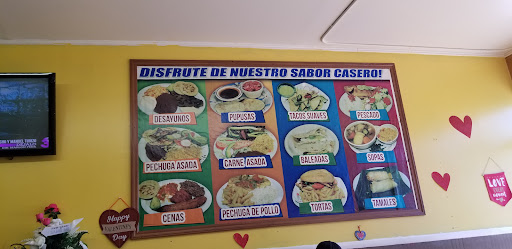 DISFRUTE DE NUESTRO SABOR CASERO!
DESAYUNOS
PUPUSAS
TACOS SUAVES
PESCADO
PECHUGA ASADA
CARNE ASADA
BALEADAS
SOPAS
CENAS
PECHUGA DE POLLO
TORTAS
TAMALES
Happy
VALENTINE'S
Day
LOVE